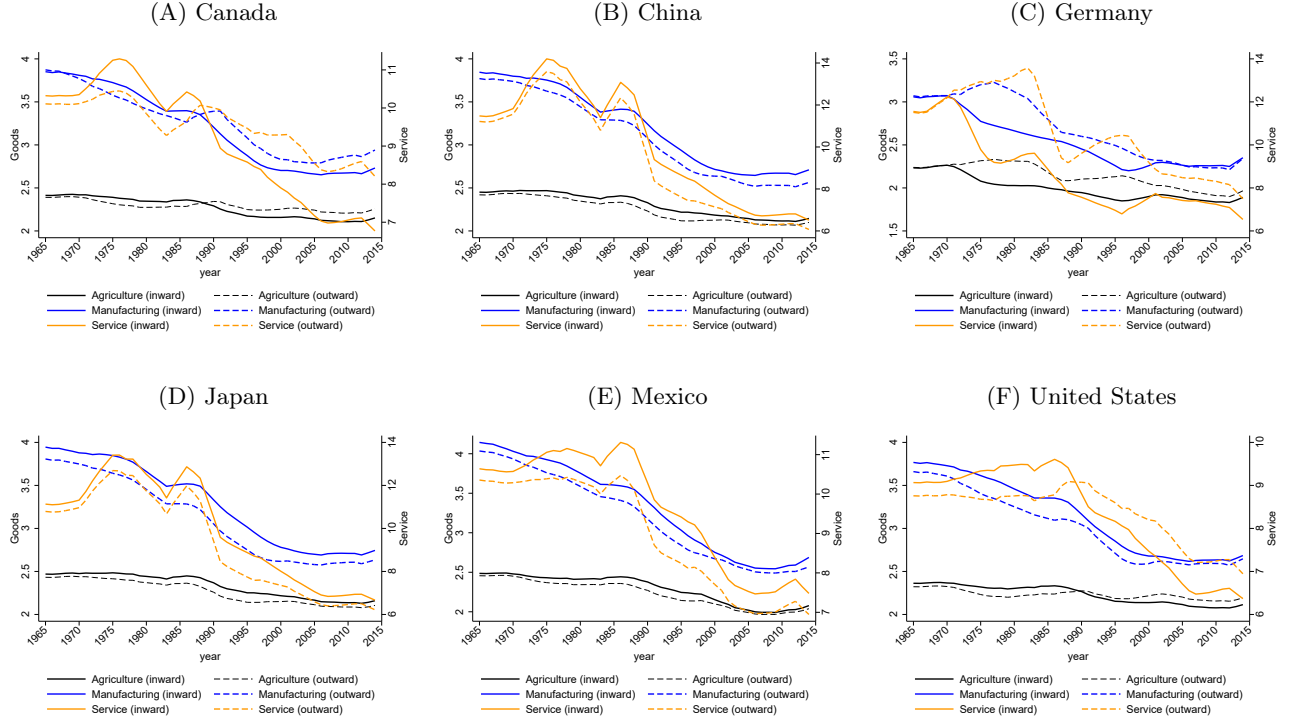 (A) Canada
4
3.5
3
2.5
2
Goods
11
10
9
8
7
Service
1965 1970 1975 1980 1985 1990 1995 2000 2005 2010 2015
year
Agriculture (inward) Agriculture (outward)
Manufacturing (inward) Manufacturing (outward)
Service (inward) Service (outward)
(B) China
4
3.5
3
2.5
2
Goods
14
12
10
8
6
Service
1965 1970 1975 1980 1985 1990 1995 2000 2005 2010 2015
year
Agriculture (inward) Agriculture (outward)
Manufacturing (inward) Manufacturing (outward)
Service (inward) Service (outward)
(C) Germany
3.5
3
2.5
2
1.5
Goods
14
12
10
8
6
Service
1965 1970 1975 1980 1985 1990 1995 2000 2005 2010 2015
year
Agriculture (inward) Agriculture (outward)
Manufacturing (inward) Manufacturing (outward)
Service (inward) Service (outward)
(D) Japan
4
3.5
3
2.5
2
Goods
14
12
10
8
6
Service
1965 1970 1975 1980 1985 1990 1995 2000 2005 2010 2015
year
Agriculture (inward) Agriculture (outward)
Manufacturing (inward) Manufacturing (outward)
Service (inward) Service (outward)
(E) Mexico
4
3.5
3
2.5
2
Goods
11
10
9
8
7
Service
1965 1970 1975 1980 1985 1990 1995 2000 2005 2010 2015
year
Agriculture (inward) Agriculture (outward)
Manufacturing (inward) Manufacturing (outward)
Service (inward) Service (outward)
(F) United States
4
3.5
3
2.5
2
Goods
10
9
8
7
6
Service
1965 1970 1975 1980 1985 1990 1995 2000 2005 2010 2015
year
Agriculture (inward) Agriculture (outward)
Manufacturing (inward) Manufacturing (outward)
Service (inward) Service (outward)